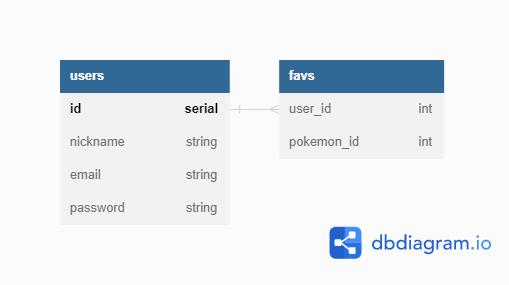 users
id serial
nickname string
email string
password string
favs
user_id int
pokemon_id int
dbdiagram.io